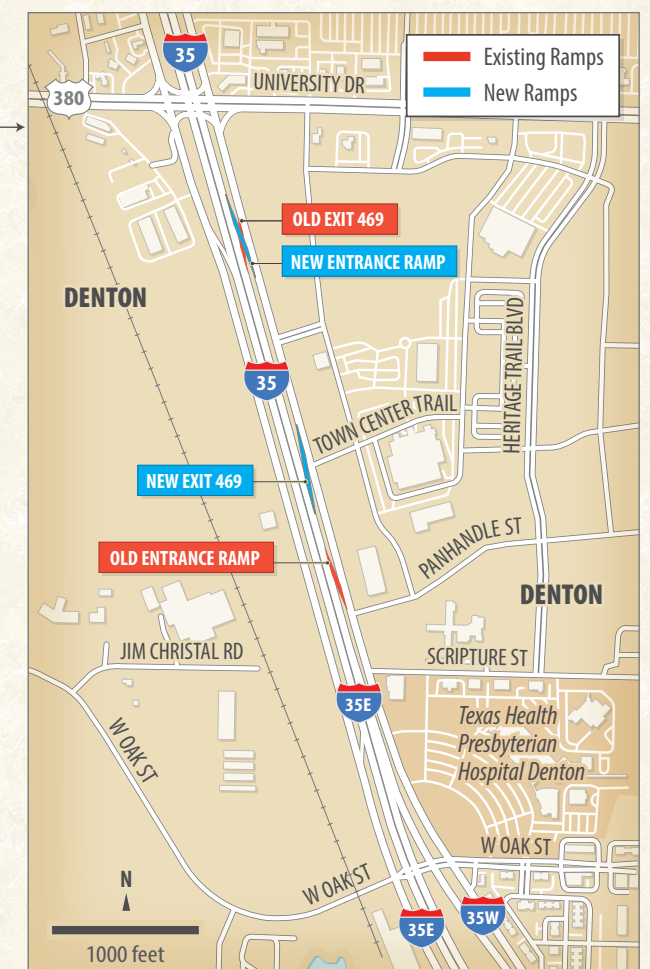 35
Existing Ramps
New Ramps
UNIVERSITY DR
380
OLD EXIT 469
NEW ENTRANCE RAMP
DENTON
HERITAGE TRAIL BLVD
35
TOWN CENTER TRAIL
NEW EXIT 469
PANHANDLE ST
OLD ENTRANCE RAMP
DENTON
JIM CHRISTAL RD
SCRIPTURE ST
35E
Texas Health
Presbyterian
Hospital Denton
W OAK ST
W OAK ST
W OAK ST
N
35W
35E
1000 feet